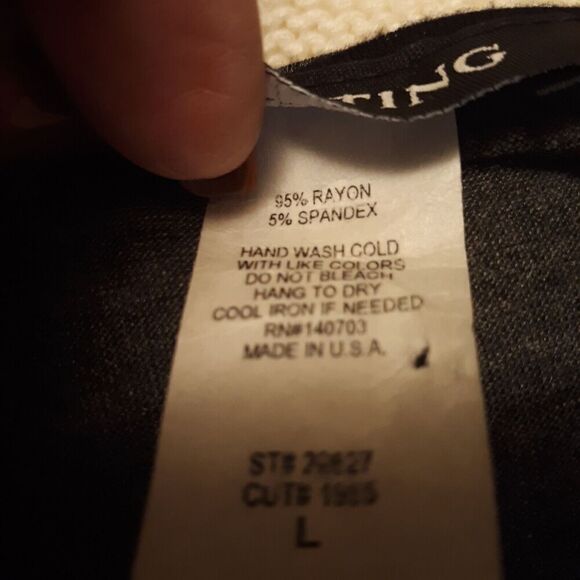 TING
95% RAYON
5% SPANDEX
HAND WASH COLD
WITH LIKE COLORS
DO NOT BLEACH
HANG TO DRY
COOL IRON IF NEEDED
RN#140703
MADE IN U.S.A.
ST# 29827
CUT# 1985
L